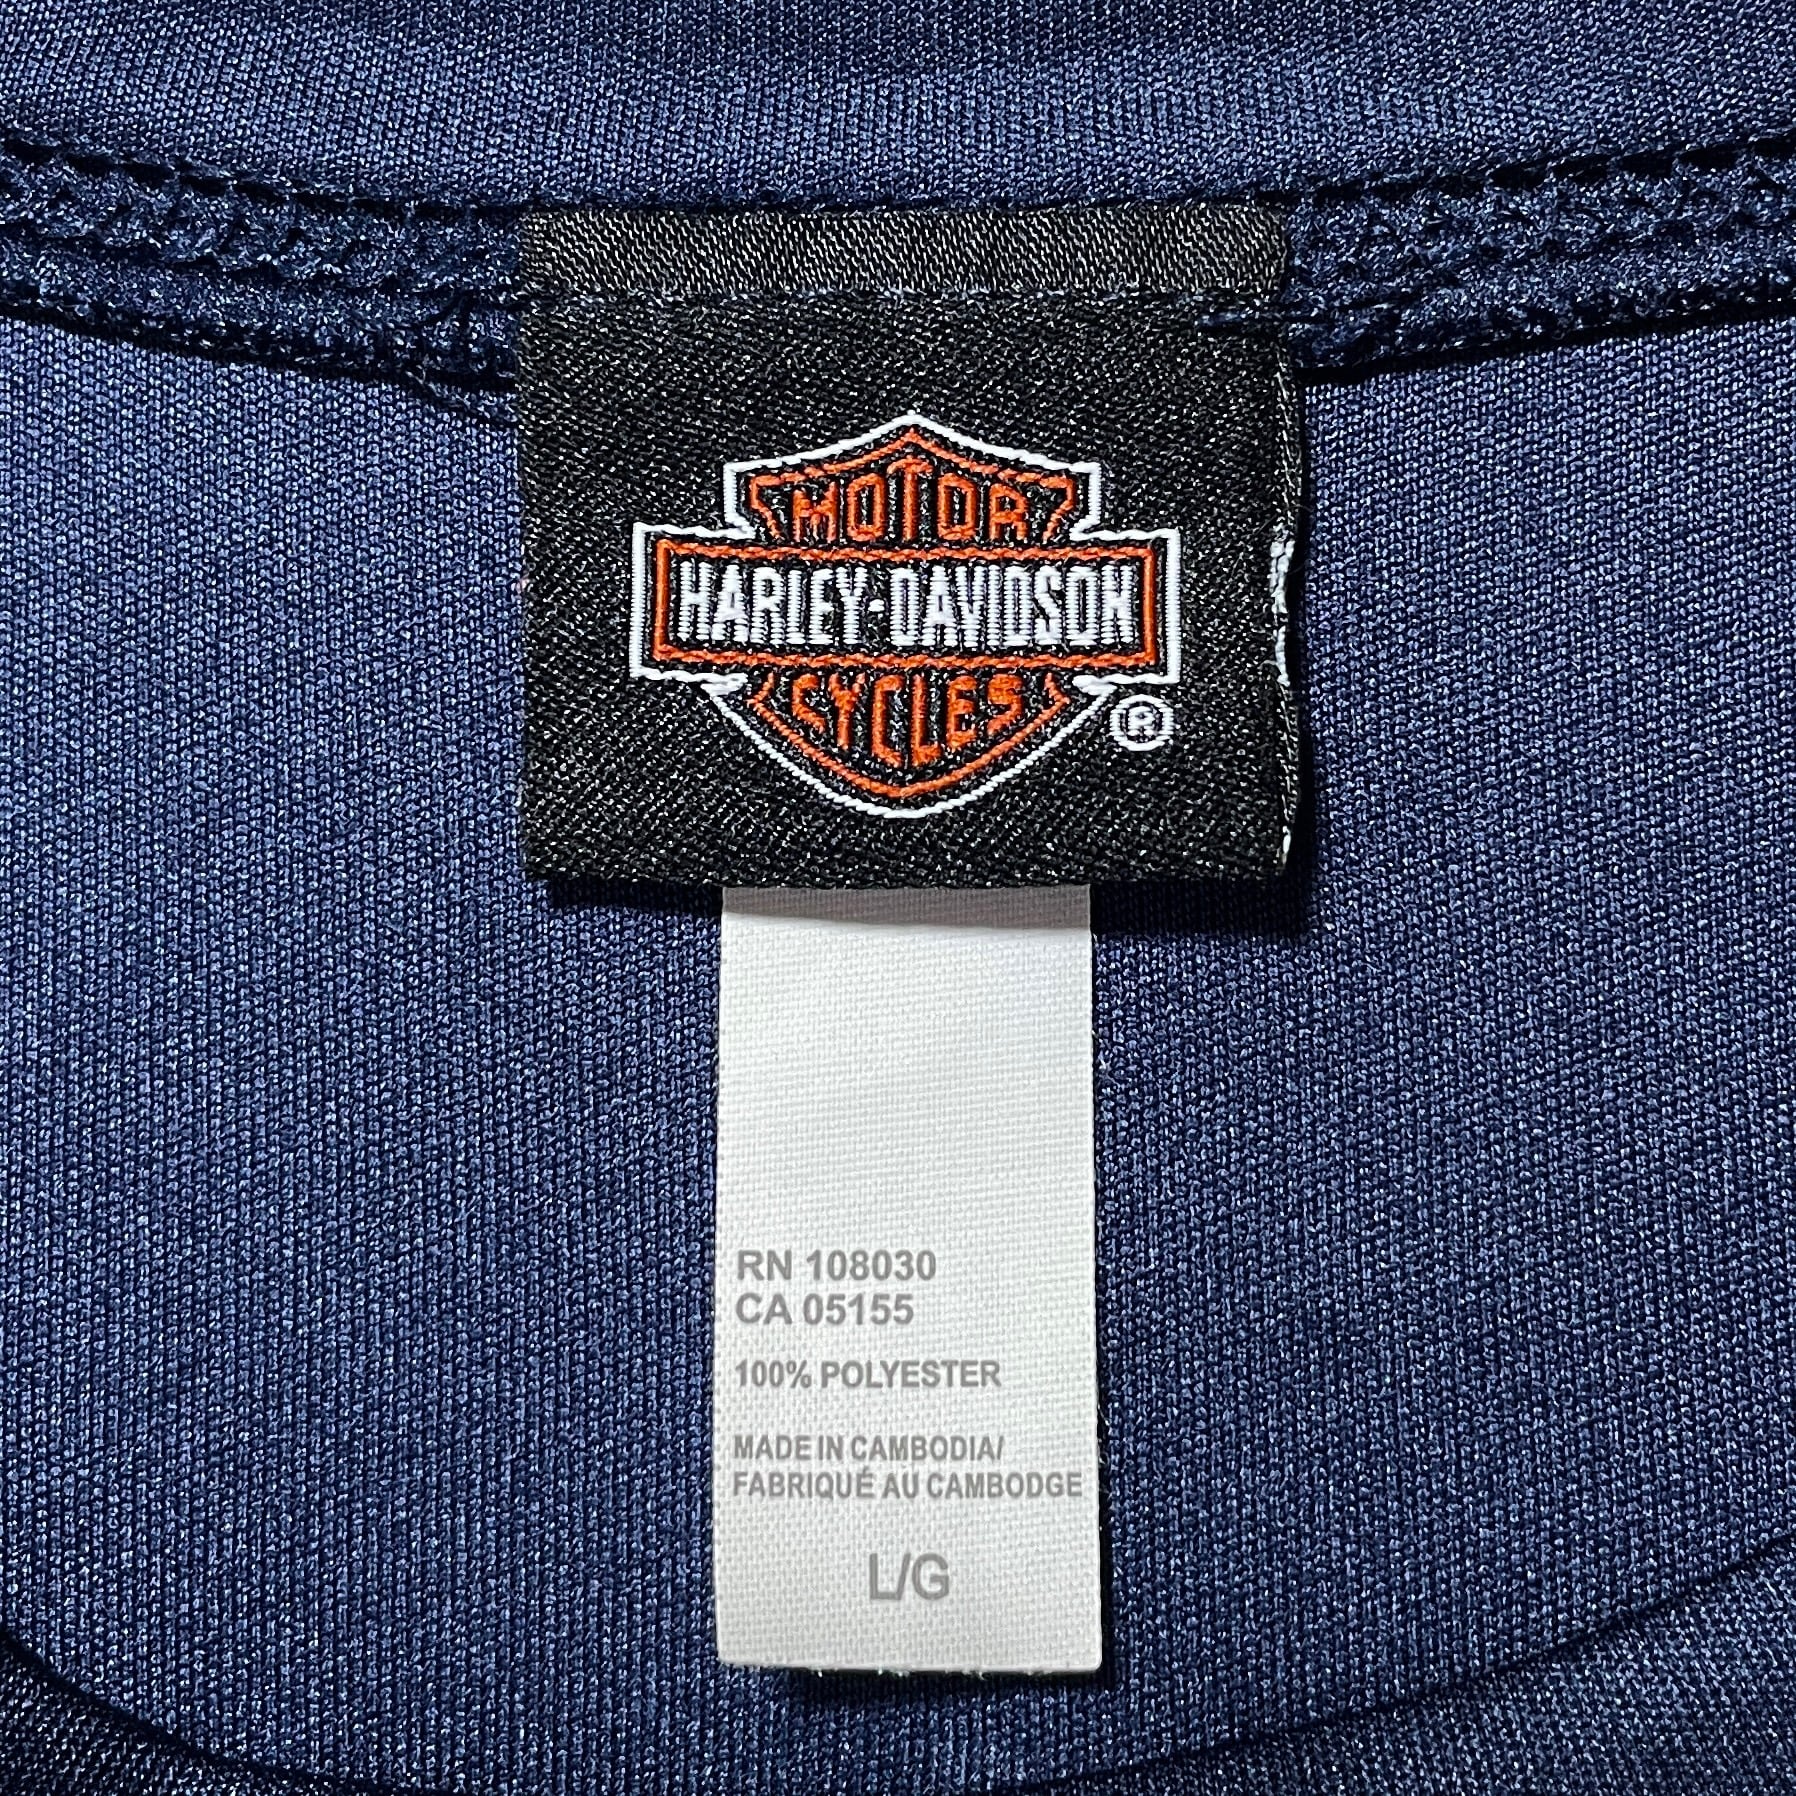 MOTOR
HARLEY-DAVIDSON
CYCLES
®
RN 108030
CA 05155
100% POLYESTER
MADE IN CAMBODIA/
FABRIQUÉ AU CAMBODGE
L/G